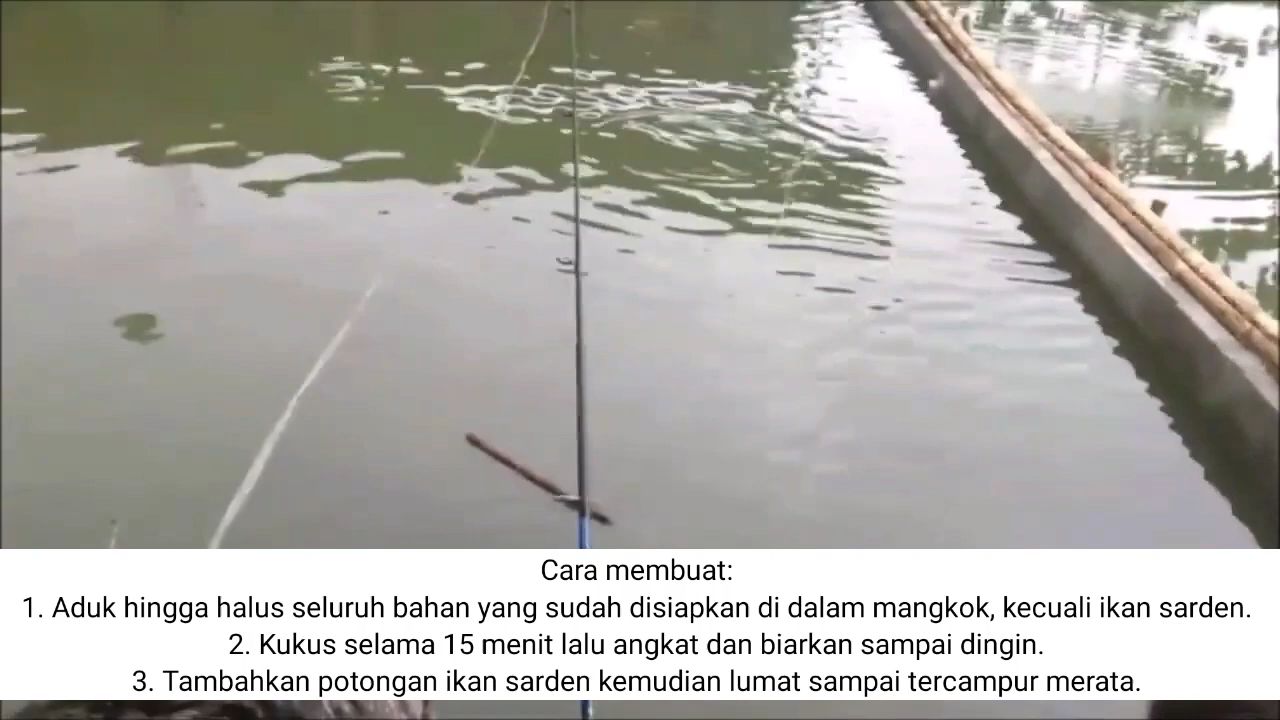 Cara membuat:
1. Aduk hingga halus seluruh bahan yang sudah disiapkan di dalam mangkok, kecuali ikan sarden.
2. Kukus selama 15 menit lalu angkat dan biarkan sampai dingin.
3. Tambahkan potongan ikan sarden kemudian lumat sampai tercampur merata.